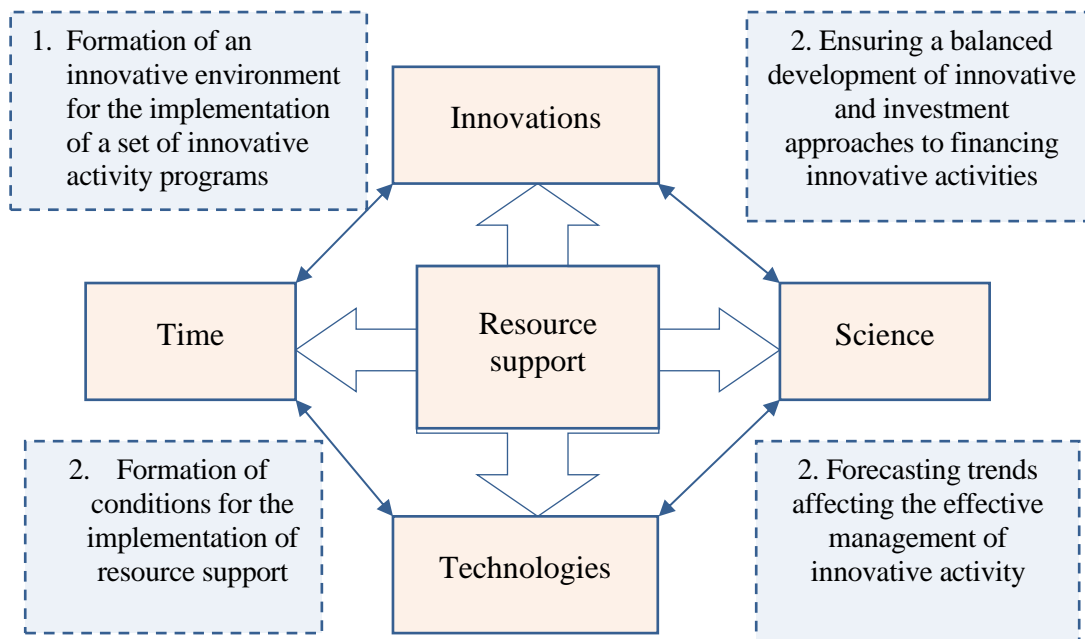 1. Formation of an
innovative environment
for the implementation
of a set of innovative
activity programs
2. Ensuring a balanced
development of innovative
and investment
approaches to financing
innovative activities
Innovations
Time
Resource
support
Science
2. Formation of
conditions for the
implementation of
resource support
2. Forecasting trends
affecting the effective
management of
innovative activity
Technologies